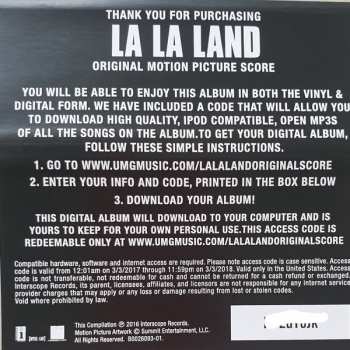 THANK YOU FOR PURCHASING
LA LA LAND
ORIGINAL MOTION PICTURE SCORE
YOU WILL BE ABLE TO ENJOY THIS ALBUM IN BOTH THE VINYL &
DIGITAL FORM. WE HAVE INCLUDED A CODE THAT WILL ALLOW YOU
TO DOWNLOAD HIGH QUALITY, IPOD COMPATIBLE, OPEN MP3S
OF ALL THE SONGS ON THE ALBUM.TO GET YOUR DIGITAL ALBUM,
FOLLOW THESE SIMPLE INSTRUCTIONS.
1. GO TO WWW.UMGMUSIC.COM/LALALANDORIGINALSCORE
2. ENTER YOUR INFO AND CODE, PRINTED IN THE BOX BELOW
3. DOWNLOAD YOUR ALBUM!
THIS DIGITAL ALBUM WILL DOWNLOAD TO YOUR COMPUTER AND IS
YOURS TO KEEP FOR YOUR OWN PERSONAL USE.THIS ACCESS CODE IS
REDEEMABLE ONLY AT WWW.UMGMUSIC.COM/LALALANDORIGINALSCORE
Compatible hardware, software and internet access are required. Please note access code is case sensitive. Access
code is valid from 12:01am on 3/3/2017 through 11:59pm on 3/3/2018. Valid only in the United States. Access
code is not transferable, not redeemable for cash and cannot be returned for a cash refund or exchanged.
Interscope Records, its parent, licensees, affiliates, and licensors are not responsible for any internet service
provider charges that may apply or any loss or damage resulting from lost or stolen codes.
Void where prohibited by law.
This Compilation ℗ 2016 Interscope Records.
Motion Picture Artwork © Summit Entertainment, LLC.
All Rights Reserved. B0026093-01.